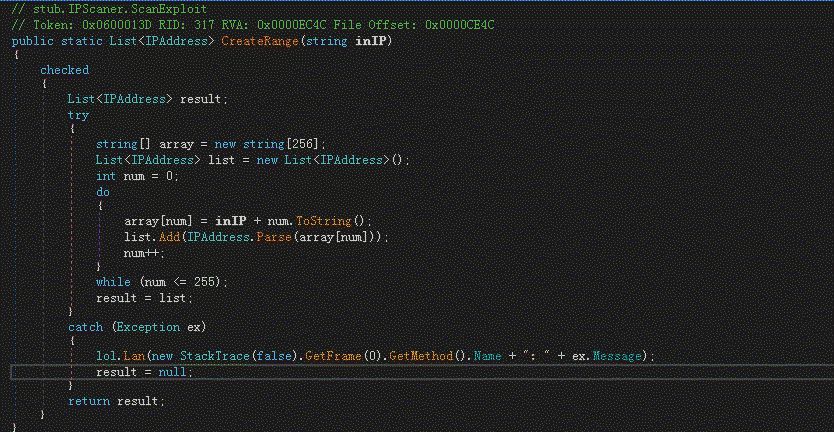 // stub.IPScaner.ScanExploit
// Token: 0x0600013D RID: 317 RVA: 0x0000EC4C File Offset: 0x0000CE4C
public static List<IPAddress> CreateRange(string inIP)
{
checked
{
List<IPAddress> result;
try
{
string[] array = new string[256];
List<IPAddress> list = new List<IPAddress>();
int num = 0;
do
{
array[num] = inIP + num.ToString();
list.Add(IPAddress.Parse(array[num]));
num++;
}
while (num <= 255);
result = list;
}
catch (Exception ex)
{
lol.Lan(new StackTrace(false).GetFrame(0).GetMethod().Name + ": " + ex.Message);
result = null;
}
return result;
}
}